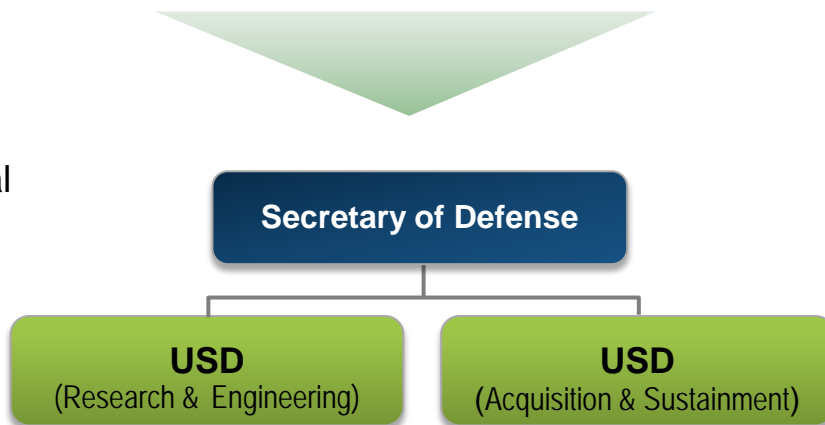 Secretary of Defense
USD
(Research & Engineering)
USD
(Acquisition & Sustainment)